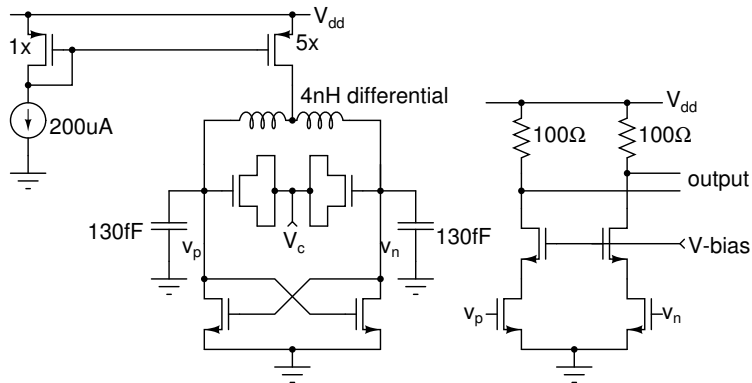 V_dd
1x
5x
4nH differential
200uA
130fF
v_p
V_c
v_n
130fF
V_dd
100Ω
100Ω
output
V-bias
v_p
v_n